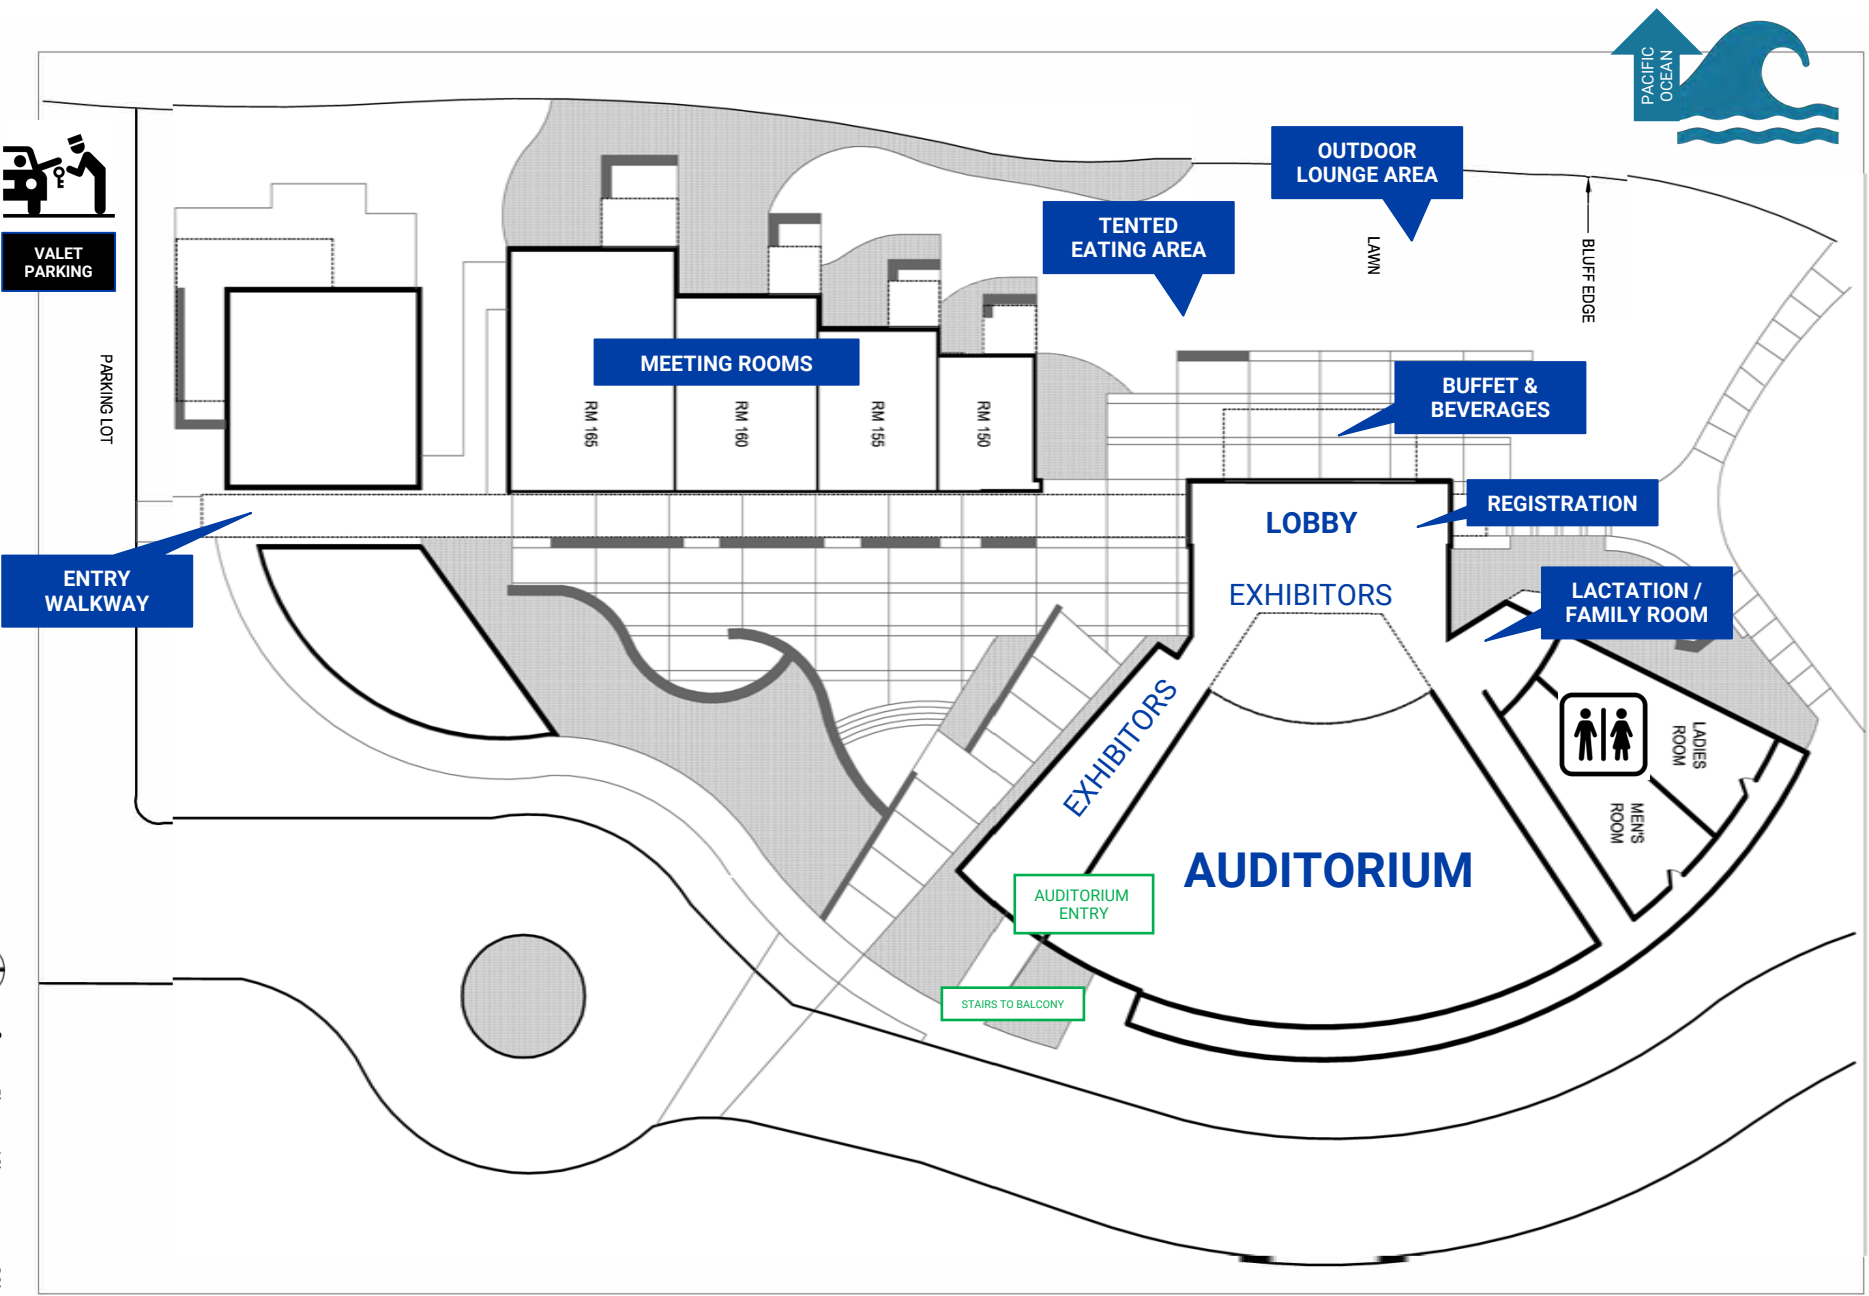 PACIFIC
OCEAN
OUTDOOR
LOUNGE AREA
TENTED
EATING AREA
LAWN
BLUFF EDGE
VALET
PARKING
PARKING LOT
MEETING ROOMS
RM 165
RM 160
RM 155
RM 150
BUFFET &
BEVERAGES
REGISTRATION
LOBBY
ENTRY
WALKWAY
EXHIBITORS
LACTATION /
FAMILY ROOM
EXHIBITORS
LADIES
ROOM
MEN'S
ROOM
AUDITORIUM
AUDITORIUM
ENTRY
STAIRS TO BALCONY